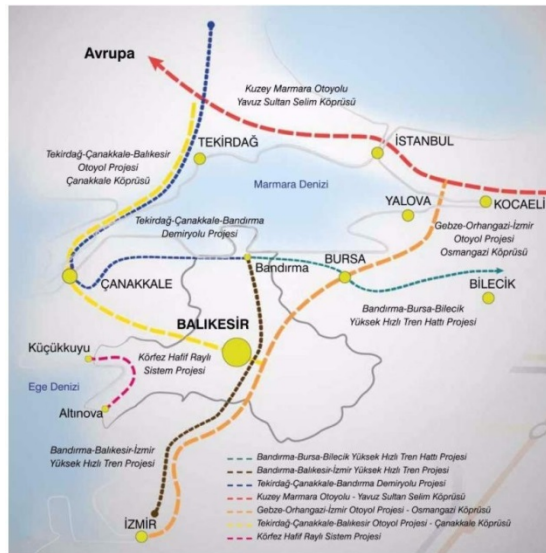 Avrupa
Kuzey Marmara Otoyolu
Yavuz Sultan Selim Köprüsü
TEKİRDAĞ
İSTANBUL
Tekirdağ-Çanakkale-Balıkesir
Otoyol Projesi
Çanakkale Köprüsü
Marmara Denizi
YALOVA
KOCAELİ
Tekirdağ-Çanakkale-Bandırma
Demiryolu Projesi
Gebze-Orhangazi-İzmir
Otoyol Projesi
Osmangazi Köprüsü
Bandırma
BURSA
ÇANAKKALE
BİLECİK
Bandırma-Bursa-Bilecik
Yüksek Hızlı Tren Hattı Projesi
BALIKESİR
Küçükkuyu
Körfez Hafif Raylı
Sistem Projesi
Ege Denizi
Altınova
Bandırma-Balıkesir-İzmir
Yüksek Hızlı Tren Projesi
İZMİR
Bandırma-Bursa-Bilecik Yüksek Hızlı Tren Hattı Projesi
Bandırma-Balıkesir-İzmir Yüksek Hızlı Tren Projesi
Tekirdağ-Çanakkale-Bandırma Demiryolu Projesi
Kuzey Marmara Otoyolu - Yavuz Sultan Selim Köprüsü
Gebze-Orhangazi-İzmir Otoyol Projesi - Osmangazi Köprüsü
Tekirdağ-Çanakkale-Balıkesir Otoyol Projesi - Çanakkale Köprüsü
Körfez Hafif Raylı Sistem Projesi